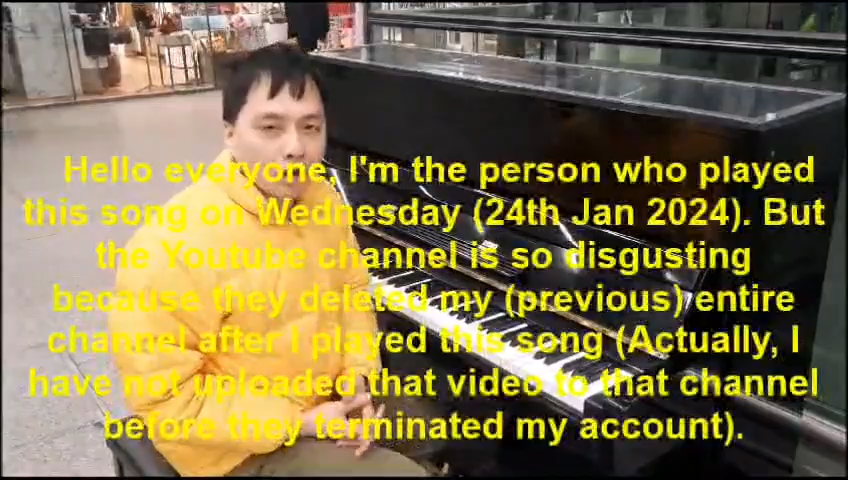 Hello everyone, I'm the person who played
this song on Wednesday (24th Jan 2024). But
the Youtube channel is so disgusting
because they deleted my (previous) entire
channel after I played this song (Actually, I
have not uploaded that video to that channel
before they terminated my account).